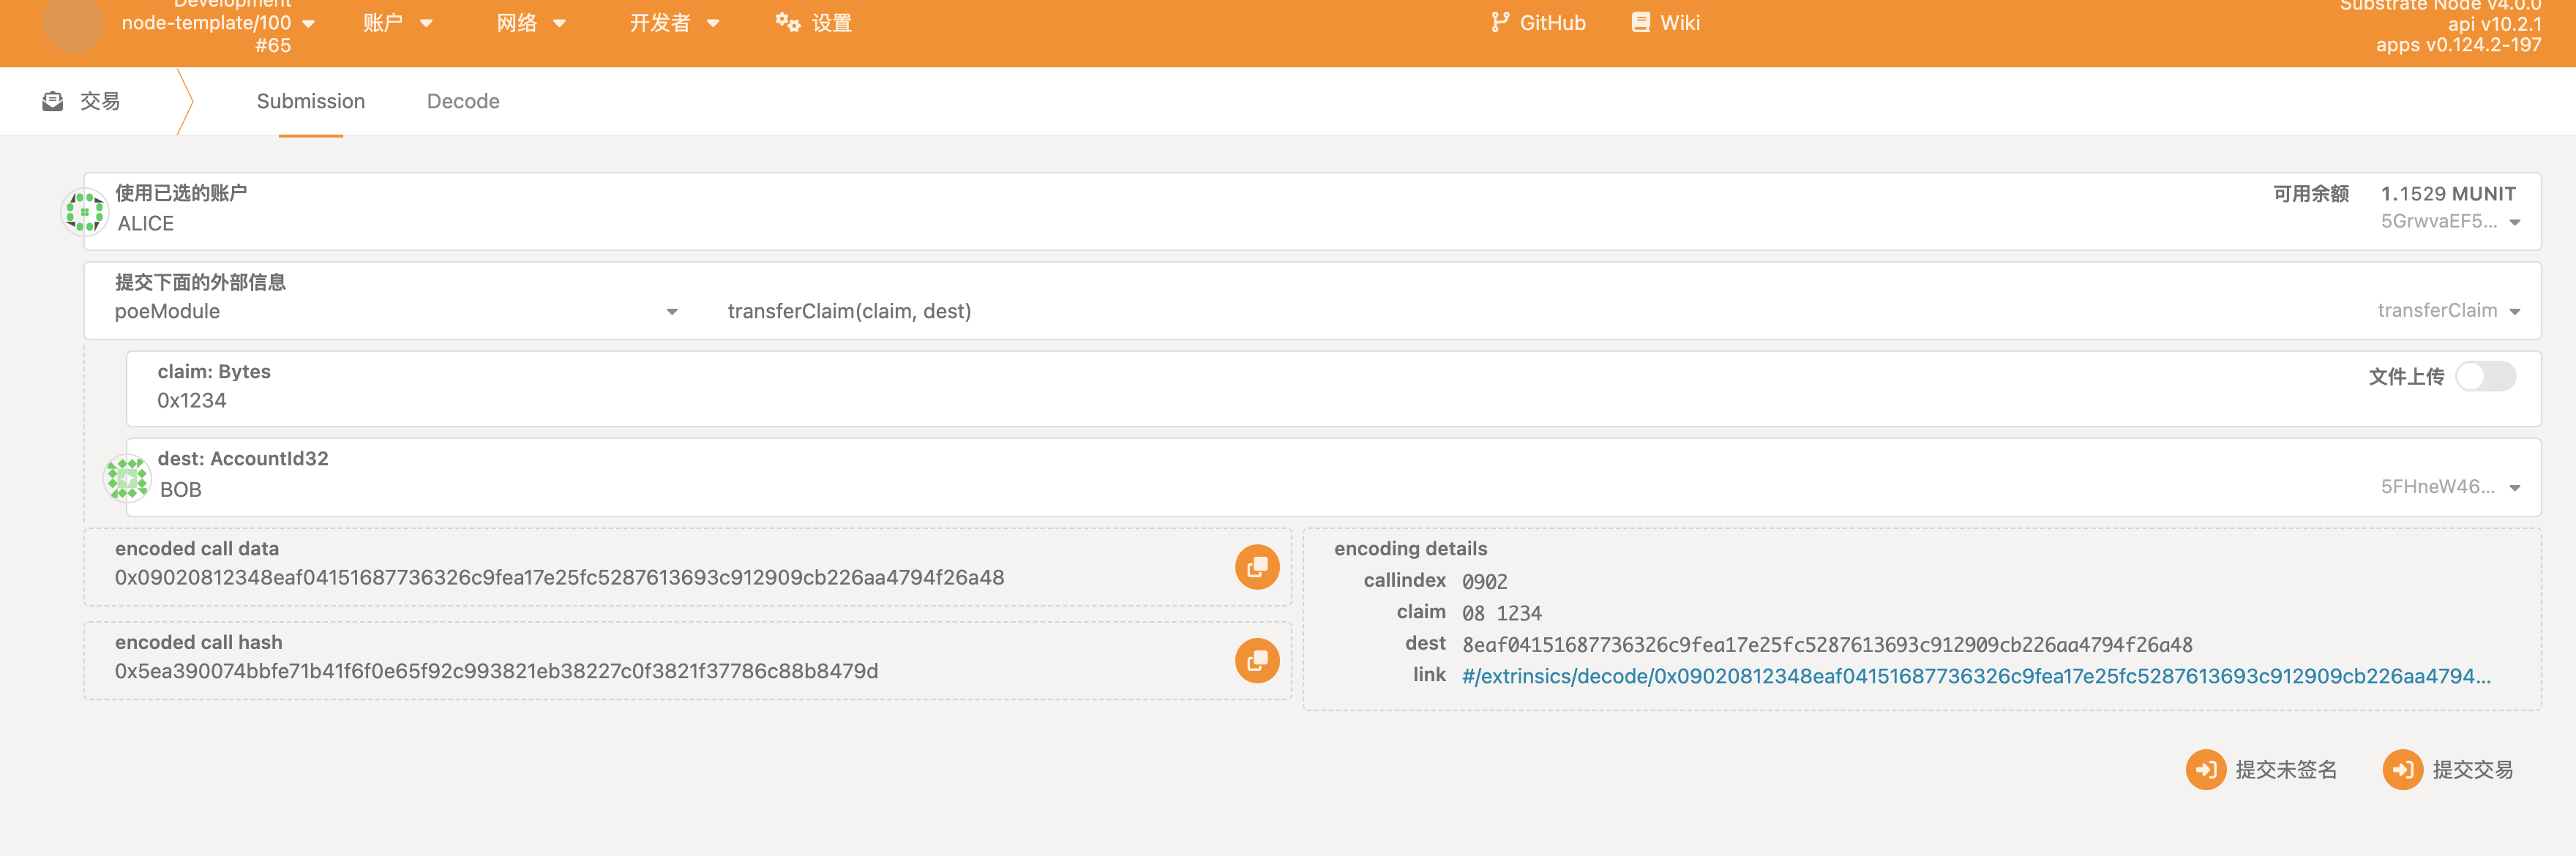 Development
node-template/100
#65
账户
网络
开发者
设置
GitHub
Wiki
Substrate Node v4.0.0
api v10.2.1
apps v0.124.2-197
交易
Submission
Decode
使用已选的账户
ALICE
可用余额 1.1529 MUNIT
5GrwvaEF5...
提交下面的外部信息
poeModule
transferClaim(claim, dest)
transferClaim
claim: Bytes
0x1234
文件上传
dest: AccountId32
BOB
5FHneW46...
encoded call data
0x09020812348eaf04151687736326c9fea17e25fc5287613693c912909cb226aa4794f26a48
encoded call hash
0x5ea390074bbfe71b41f6f0e65f92c993821eb38227c0f3821f37786c88b8479d
encoding details
callindex 0902
claim 08 1234
dest 8eaf04151687736326c9fea17e25fc5287613693c912909cb226aa4794f26a48
link #/extrinsics/decode/0x09020812348eaf04151687736326c9fea17e25fc5287613693c912909cb226aa4794...
提交未签名
提交交易